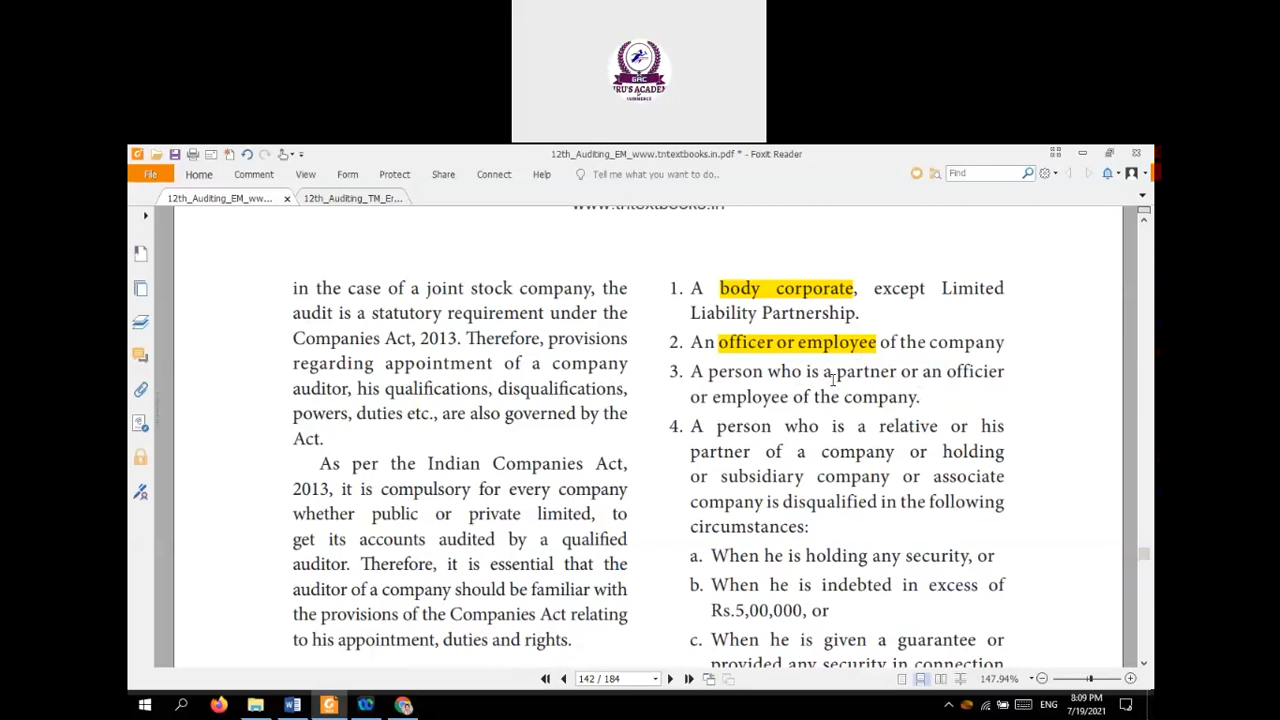 GAC
COMMERCE
12th_Auditing_EM_www.tntextbooks.in.pdf * - Foxit Reader
File Home Comment View Form Protect Share Connect Help Tell me what you want to do.. Find
12th_Auditing_EM_ww... 12th_Auditing_TM_Er...
www.tntextbooks.in
in the case of a joint stock company, the
audit is a statutory requirement under the
Companies Act, 2013. Therefore, provisions
regarding appointment of a company
auditor, his qualifications, disqualifications,
powers, duties etc., are also governed by the
Act.
As per the Indian Companies Act,
2013, it is compulsory for every company
whether public or private limited, to
get its accounts audited by a qualified
auditor. Therefore, it is essential that the
auditor of a company should be familiar with
the provisions of the Companies Act relating
to his appointment, duties and rights.
1. A body corporate, except Limited
Liability Partnership.
2. An officer or employee of the company
3. A person who is a partner or an officier
or employee of the company.
4. A person who is a relative or his
partner of a company or holding
or subsidiary company or associate
company is disqualified in the following
circumstances:
a. When he is holding any security, or
b. When he is indebted in excess of
Rs.5,00,000, or
c. When he is given a guarantee or
provided any security in connection
142 / 184 147.94%
ENG 8:09 PM
7/19/2021